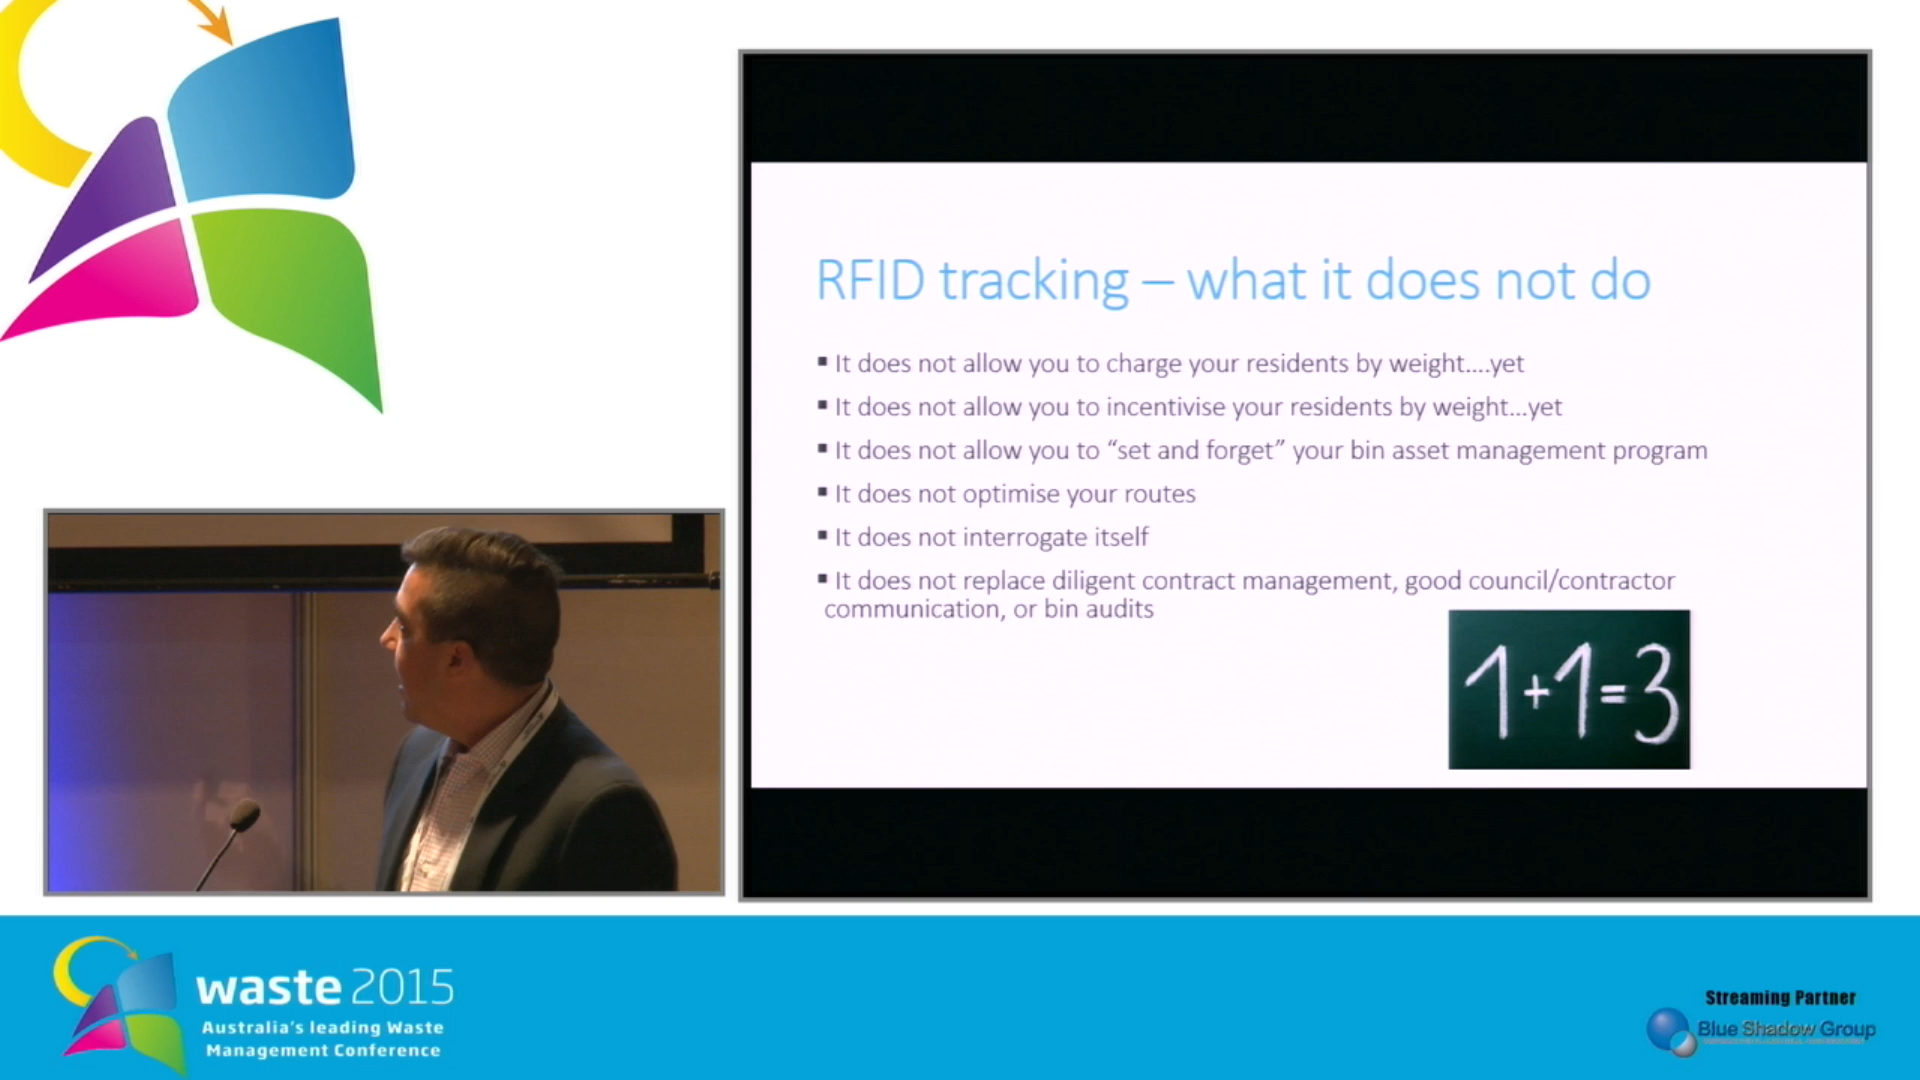 RFID tracking – what it does not do
▪ It does not allow you to charge your residents by weight....yet
▪ It does not allow you to incentivise your residents by weight...yet
▪ It does not allow you to “set and forget” your bin asset management program
▪ It does not optimise your routes
▪ It does not interrogate itself
▪ It does not replace diligent contract management, good council/contractor
communication, or bin audits
1+1=3
waste 2015
Australia's leading Waste
Management Conference
Streaming Partner
Blue Shadow Group